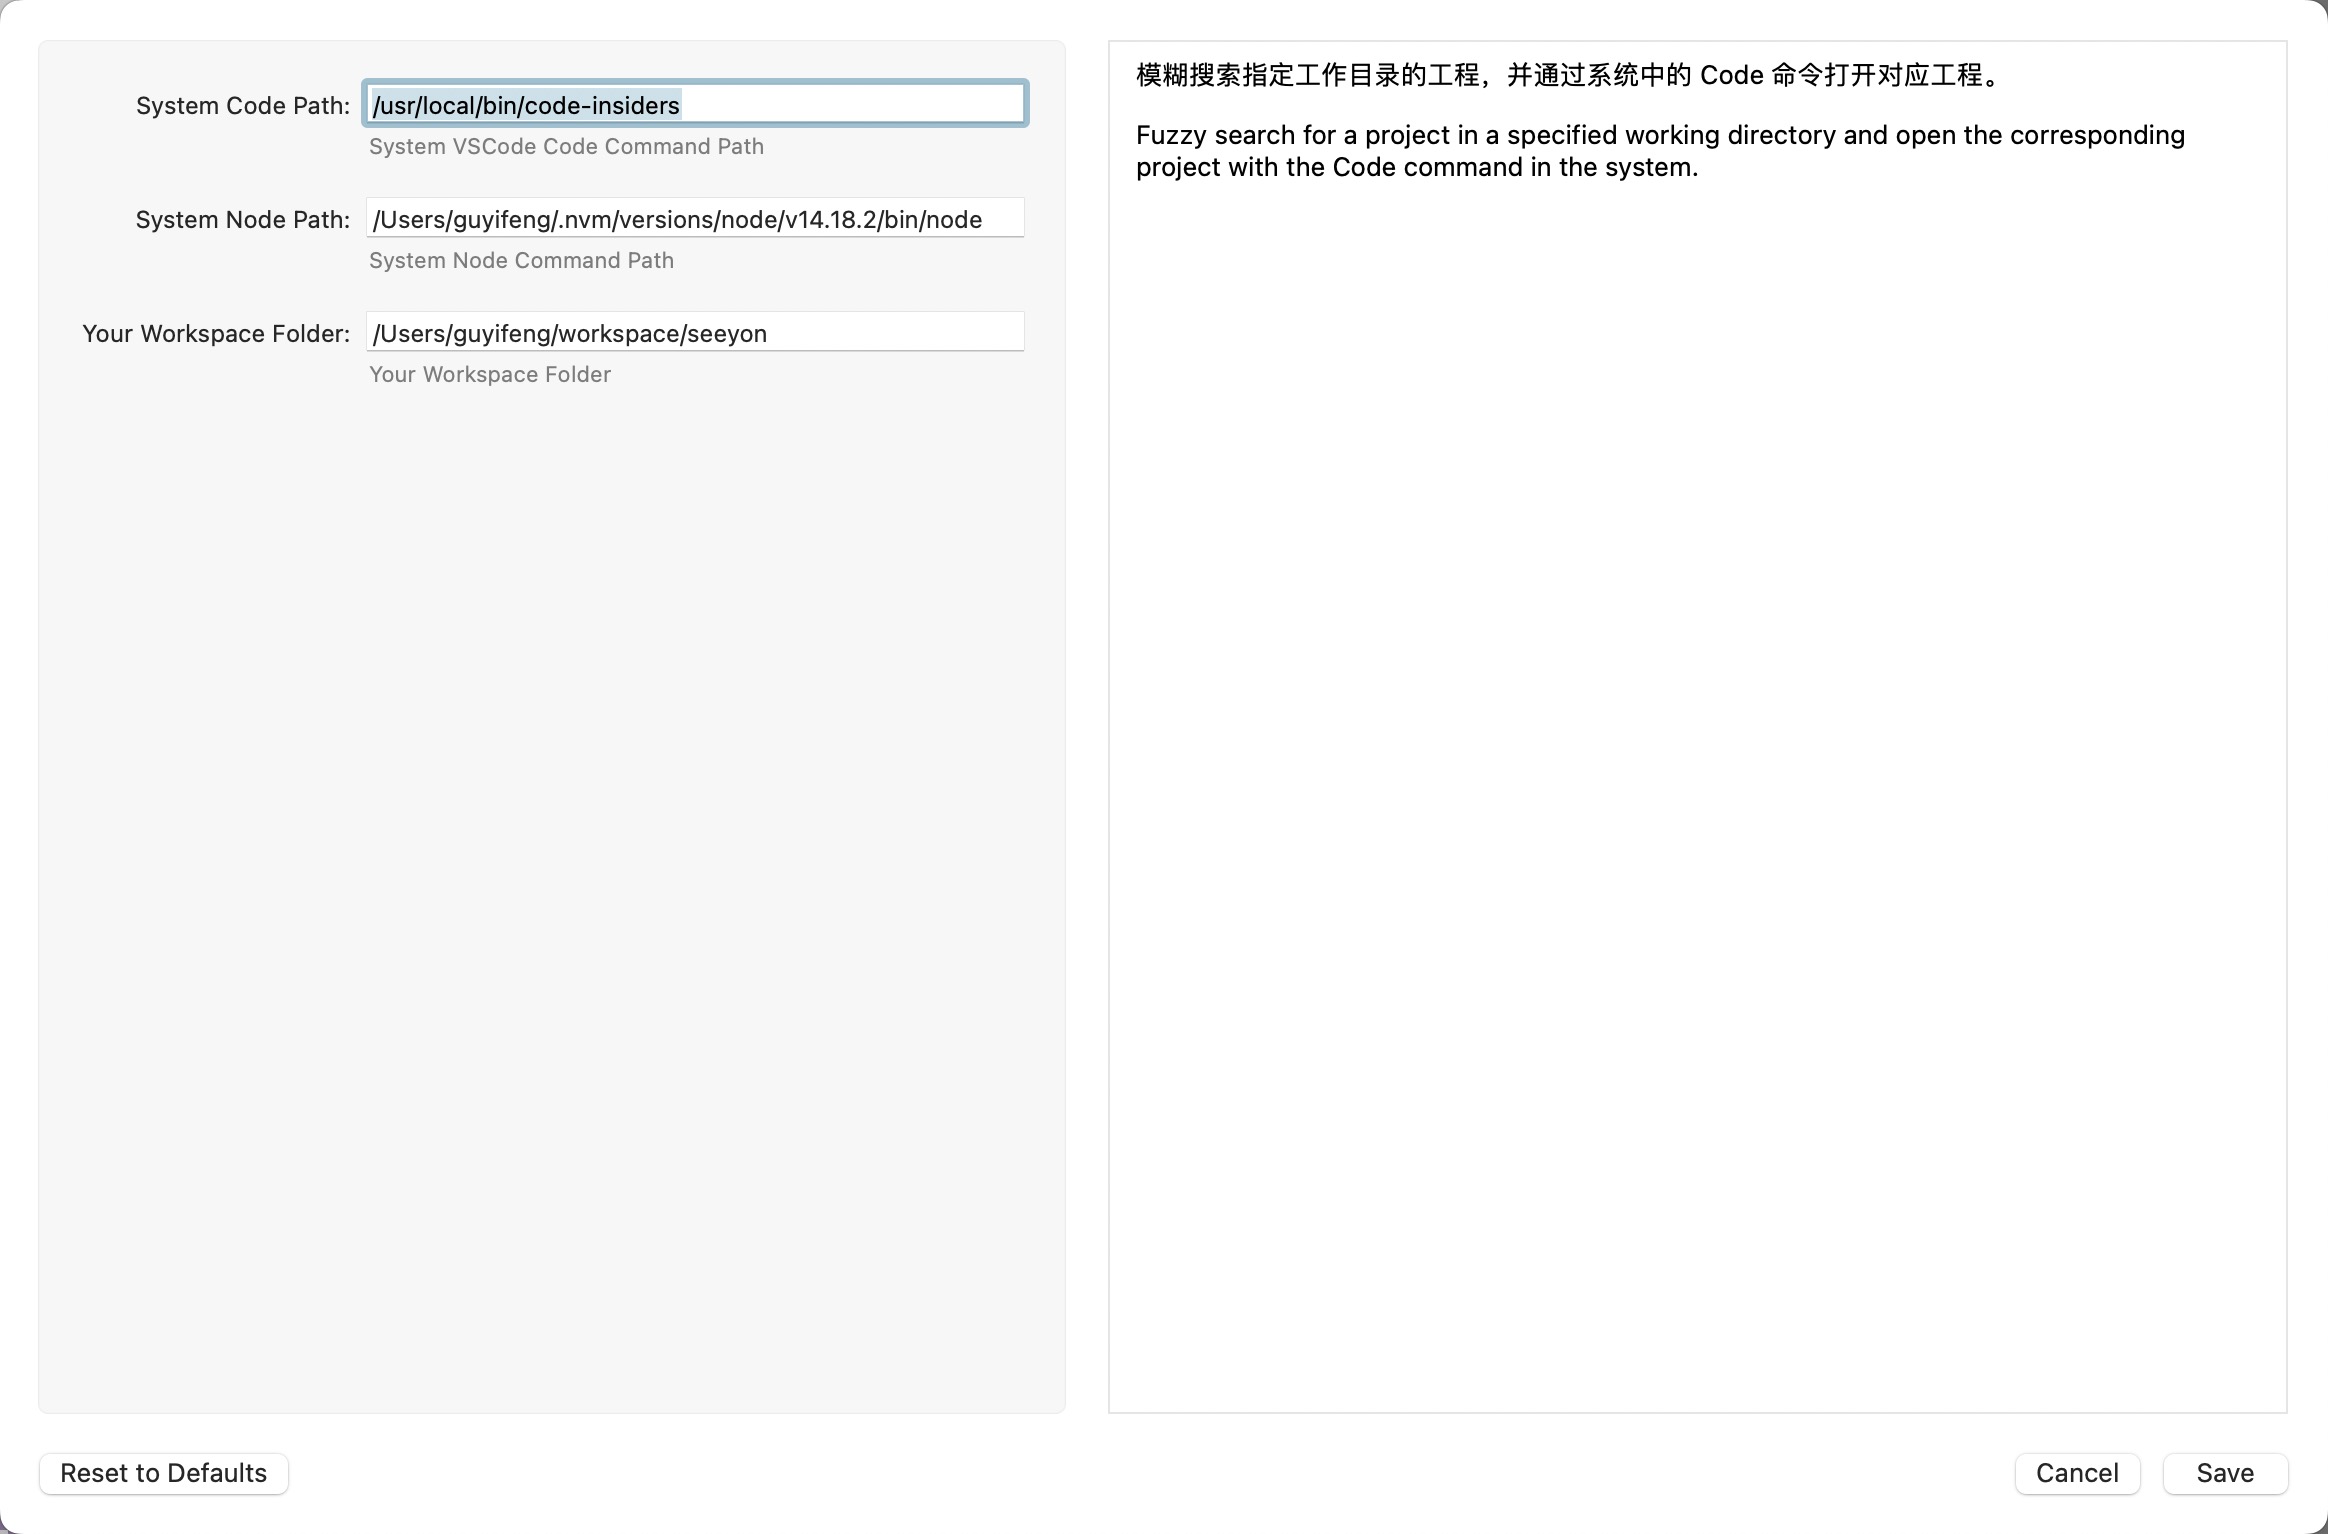 System Code Path: /usr/local/bin/code-insiders
System VSCode Code Command Path
System Node Path: /Users/guyifeng/.nvm/versions/node/v14.18.2/bin/node
System Node Command Path
Your Workspace Folder: /Users/guyifeng/workspace/seeyon
Your Workspace Folder
模糊搜索指定工作目录的工程，并通过系统中的 Code 命令打开对应工程。
Fuzzy search for a project in a specified working directory and open the corresponding
project with the Code command in the system.
Reset to Defaults
Cancel
Save